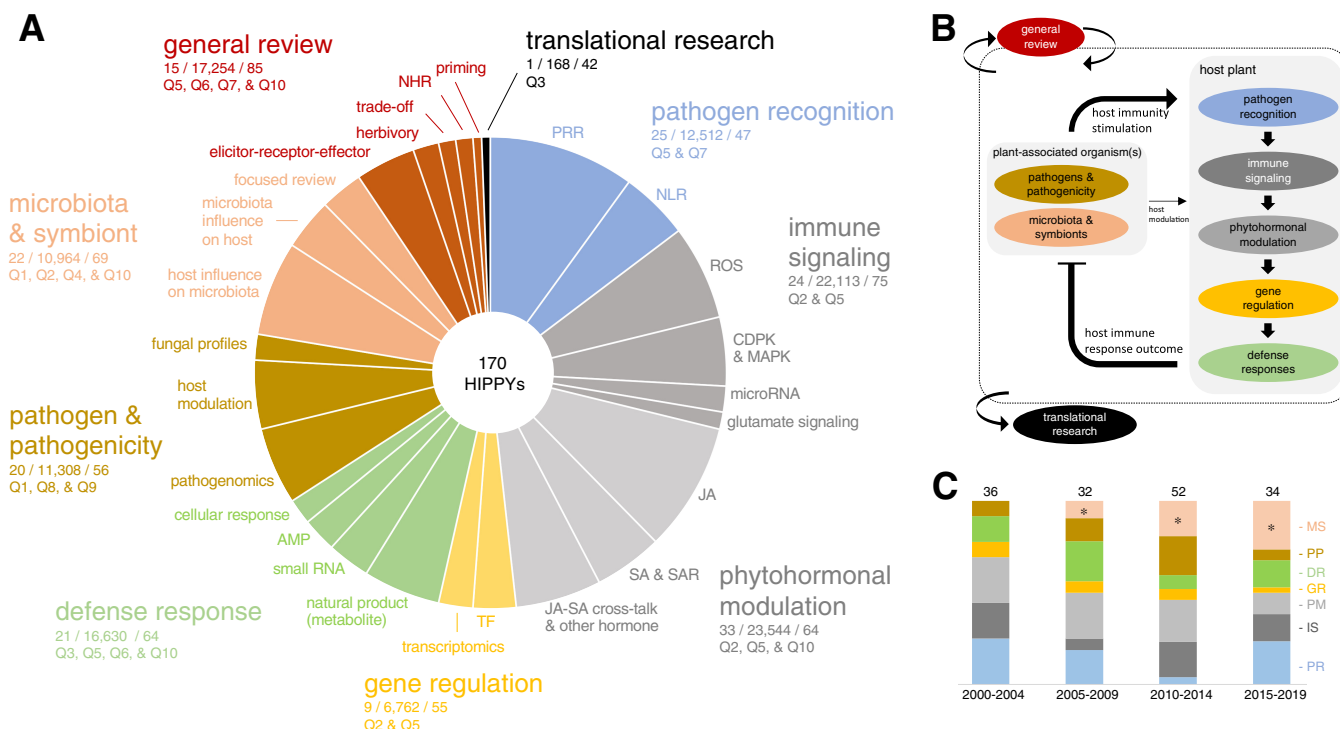 A
general review
15 / 17,254 / 85
Q5, Q6, Q7, & Q10
translational research
1 / 168 / 42
Q3
priming
NHR
trade-off
herbivory
elicitor-receptor-effector
pathogen recognition
25 / 12,512 / 47
Q5 & Q7
PRR
NLR
immune
signaling
24 / 22,113 / 75
Q2 & Q5
ROS
CDPK
& MAPK
microRNA
glutamate signaling
phytohormonal
modulation
33 / 23,544 / 64
Q2, Q5, & Q10
JA
SA & SAR
JA-SA cross-talk
& other hormone
gene regulation
9 / 6,762 / 55
Q2 & Q5
TF
transcriptomics
defense response
21 / 16,630 / 64
Q3, Q5, Q6, & Q10
natural product
(metabolite)
small RNA
AMP
cellular response
pathogen &
pathogenicity
20 / 11,308 / 56
Q1, Q8, & Q9
pathogenomics
host
modulation
fungal profiles
microbiota
& symbiont
22 / 10,964 / 69
Q1, Q2, Q4, & Q10
host influence
on microbiota
microbiota
influence
on host
focused review
170
HIPPYs
B
general
review
host plant
pathogen
recognition
host immunity
stimulation
plant-associated organism(s)
pathogens &
pathogenicity
microbiota &
symbionts
host
modulation
immune
signaling
phytohormonal
modulation
gene
regulation
host immune
response outcome
defense
responses
translational
research
C
36 32 52 34
* * *
- MS
- PP
- DR
- GR
- PM
- IS
- PR
2000-2004 2005-2009 2010-2014 2015-2019